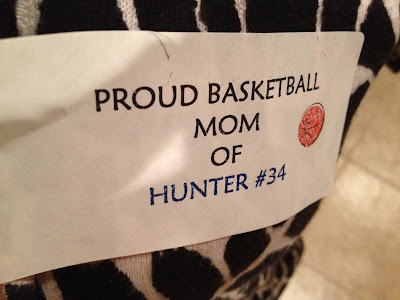 PROUD BASKETBALL
MOM
OF
HUNTER #34